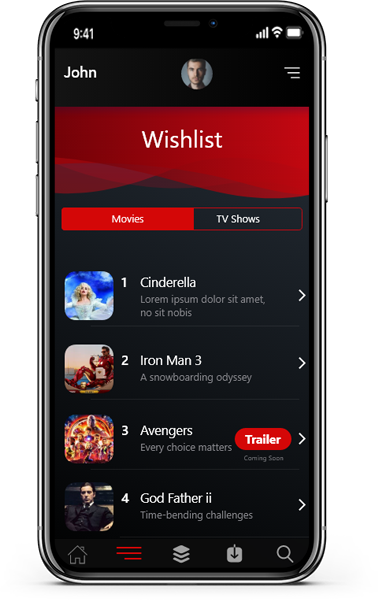 9:41
John
Wishlist
Movies TV Shows
1 Cinderella
Lorem ipsum dolor sit amet,
no sit nobis
2 Iron Man 3
A snowboarding odyssey
3 Avengers
Every choice matters
Trailer
Coming Soon
4 God Father ii
Time-bending challenges